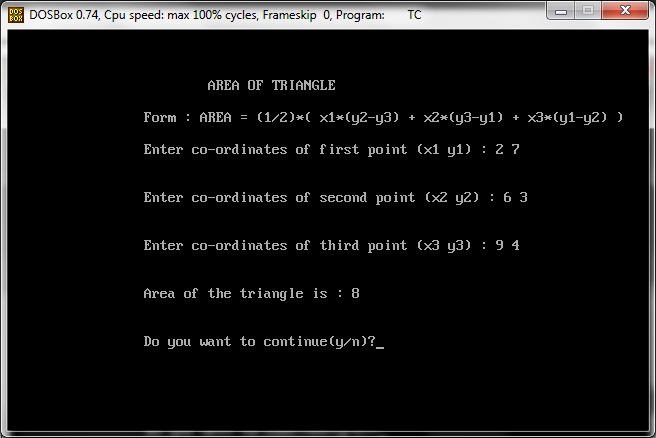 DOSBox 0.74, Cpu speed: max 100% cycles, Frameskip 0, Program: TC
AREA OF TRIANGLE
Form : AREA = (1/2)*( x1*(y2-y3) + x2*(y3-y1) + x3*(y1-y2) )
Enter co-ordinates of first point (x1 y1) : 2 7
Enter co-ordinates of second point (x2 y2) : 6 3
Enter co-ordinates of third point (x3 y3) : 9 4
Area of the triangle is : 8
Do you want to continue(y/n)?_